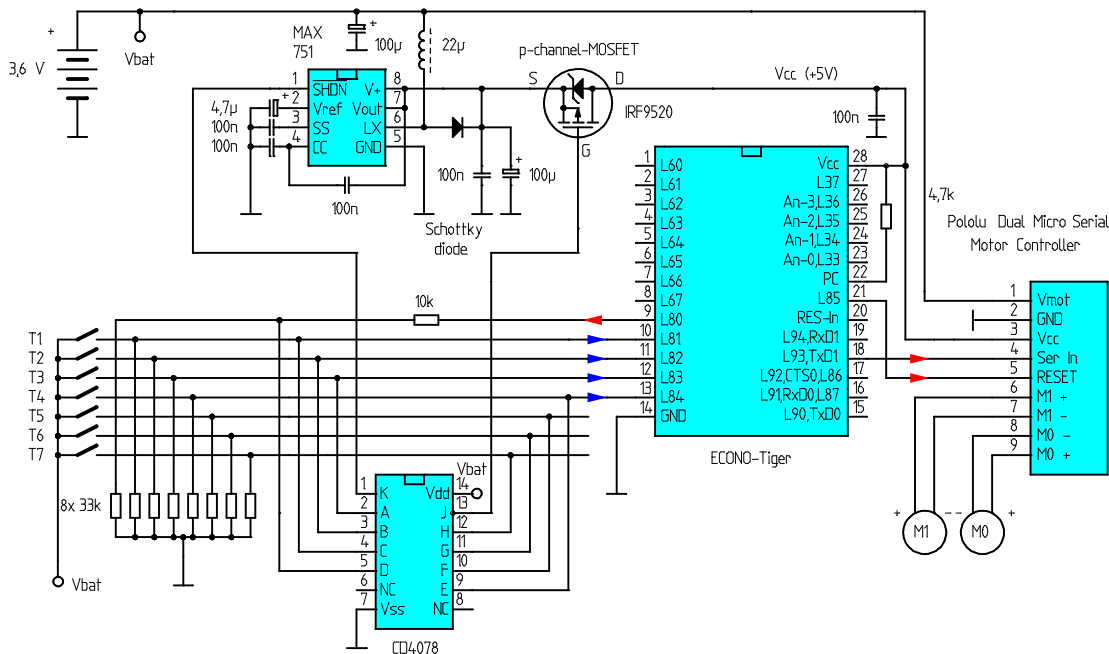 +
3,6 V
Vbat
MAX
751
+
100µ
22µ
1 SHDN V+ 8
2 Vref Vout 7
3 SS LX 6
4 CC GND 5
4,7µ +
100n
100n
100n
100n
+
100µ
Schottky
diode
p-channel-MOSFET
S D
G
IRF9520
Vcc (+5V)
100n
4,7k
1 L60 Vcc 28
2 L61 L37 27
3 L62 An-3,L36 26
4 L63 An-2,L35 25
5 L64 An-1,L34 24
6 L65 An-0,L33 23
7 L66 PC 22
8 L67 L85 21
9 L80 RES-In 20
10 L81 L94,RxD1 19
11 L82 L93,TxD1 18
12 L83 L92,CTS0,L86 17
13 L84 L91,RxD0,L87 16
14 GND L90,TxD0 15
ECONO-Tiger
Pololu Dual Micro Serial
Motor Controller
1 Vmot
2 GND
3 Vcc
4 Ser In
5 RESET
6 M1 +
7 M1 -
8 M0 -
9 M0 +
+ M1 - - M0 +
10k
T1
T2
T3
T4
T5
T6
T7
8x 33k
Vbat
Vbat
1 K Vdd 14
2 A J 13
3 B H 12
4 C G 11
5 D F 10
6 NC E 9
7 Vss NC 8
CD4078